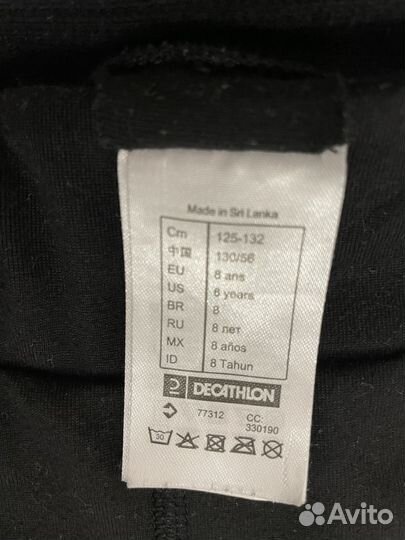 Made in Sri Lanka
Cm 125-132
中国 130/56
EU 8 ans
US 8 years
BR 8
RU 8 лет
MX 8 años
ID 8 Tahun
DECATHLON
77312 CC:
330190
30
Avito